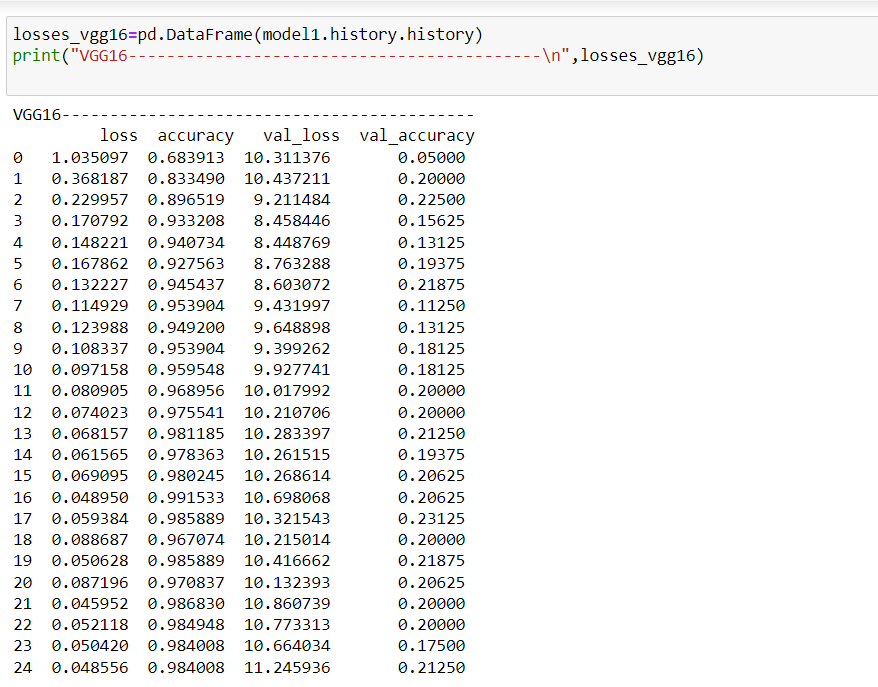 losses_vgg16=pd.DataFrame(model1.history.history)
print("VGG16-------------------------------------------\n",losses_vgg16)
VGG16-------------------------------------------
loss accuracy val_loss val_accuracy
0 1.035097 0.683913 10.311376 0.05000
1 0.368187 0.833490 10.437211 0.20000
2 0.229957 0.896519 9.211484 0.22500
3 0.170792 0.933208 8.458446 0.15625
4 0.148221 0.940734 8.448769 0.13125
5 0.167862 0.927563 8.763288 0.19375
6 0.132227 0.945437 8.603072 0.21875
7 0.114929 0.953904 9.431997 0.11250
8 0.123988 0.949200 9.648898 0.13125
9 0.108337 0.953904 9.399262 0.18125
10 0.097158 0.959548 9.927741 0.18125
11 0.080905 0.968956 10.017992 0.20000
12 0.074023 0.975541 10.210706 0.20000
13 0.068157 0.981185 10.283397 0.21250
14 0.061565 0.978363 10.261515 0.19375
15 0.069095 0.980245 10.268614 0.20625
16 0.048950 0.991533 10.698068 0.20625
17 0.059384 0.985889 10.321543 0.23125
18 0.088687 0.967074 10.215014 0.20000
19 0.050628 0.985889 10.416662 0.21875
20 0.087196 0.970837 10.132393 0.20625
21 0.045952 0.986830 10.860739 0.20000
22 0.052118 0.984948 10.773313 0.20000
23 0.050420 0.984008 10.664034 0.17500
24 0.048556 0.984008 11.245936 0.21250